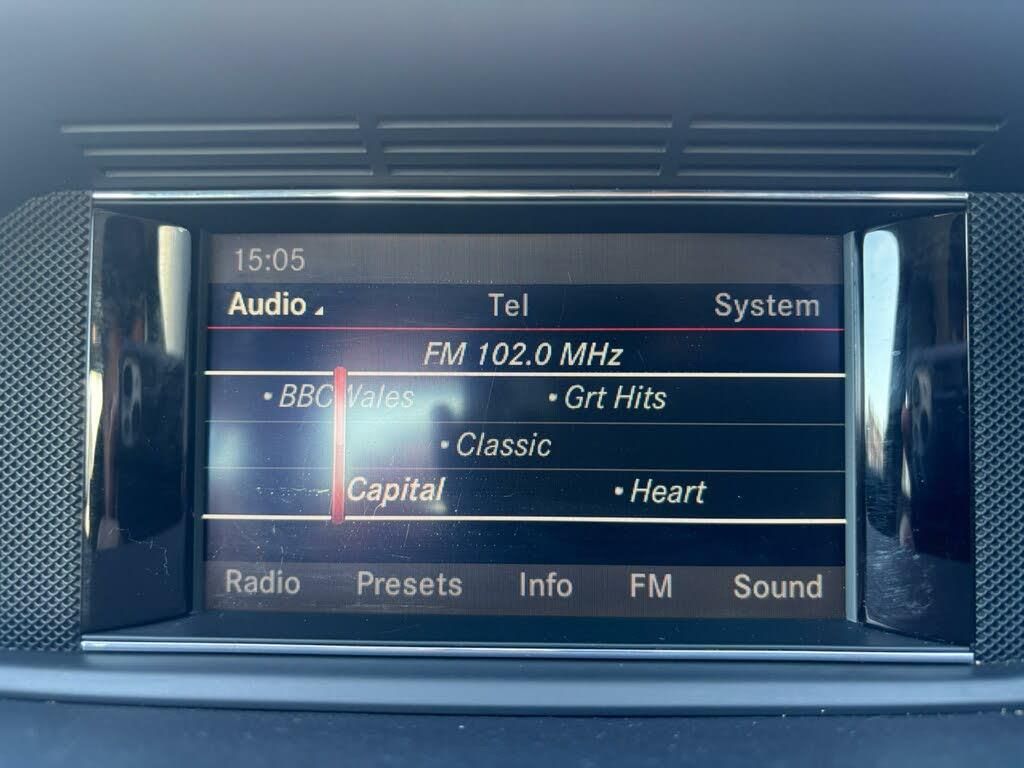 15:05
Audio Tel System
FM 102.0 MHz
• BBC Wales • Grt Hits
• Classic
Capital • Heart
Radio Presets Info FM Sound